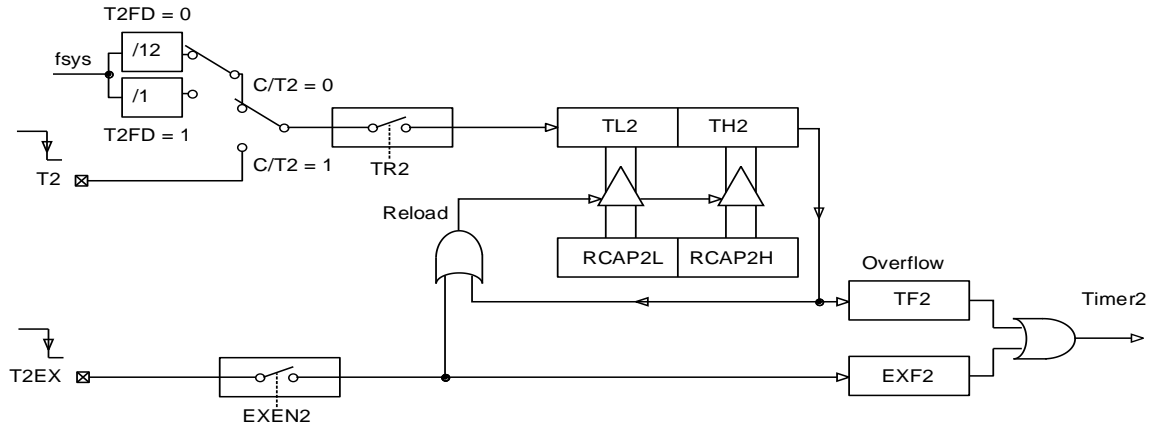 T2FD = 0
/12
fsys
C/T2 = 0
/1
T2FD = 1
TL2
TH2
C/T2 = 1
T2
TR2
Reload
RCAP2L
RCAP2H
Overflow
TF2
Timer2
T2EX
EXF2
EXEN2